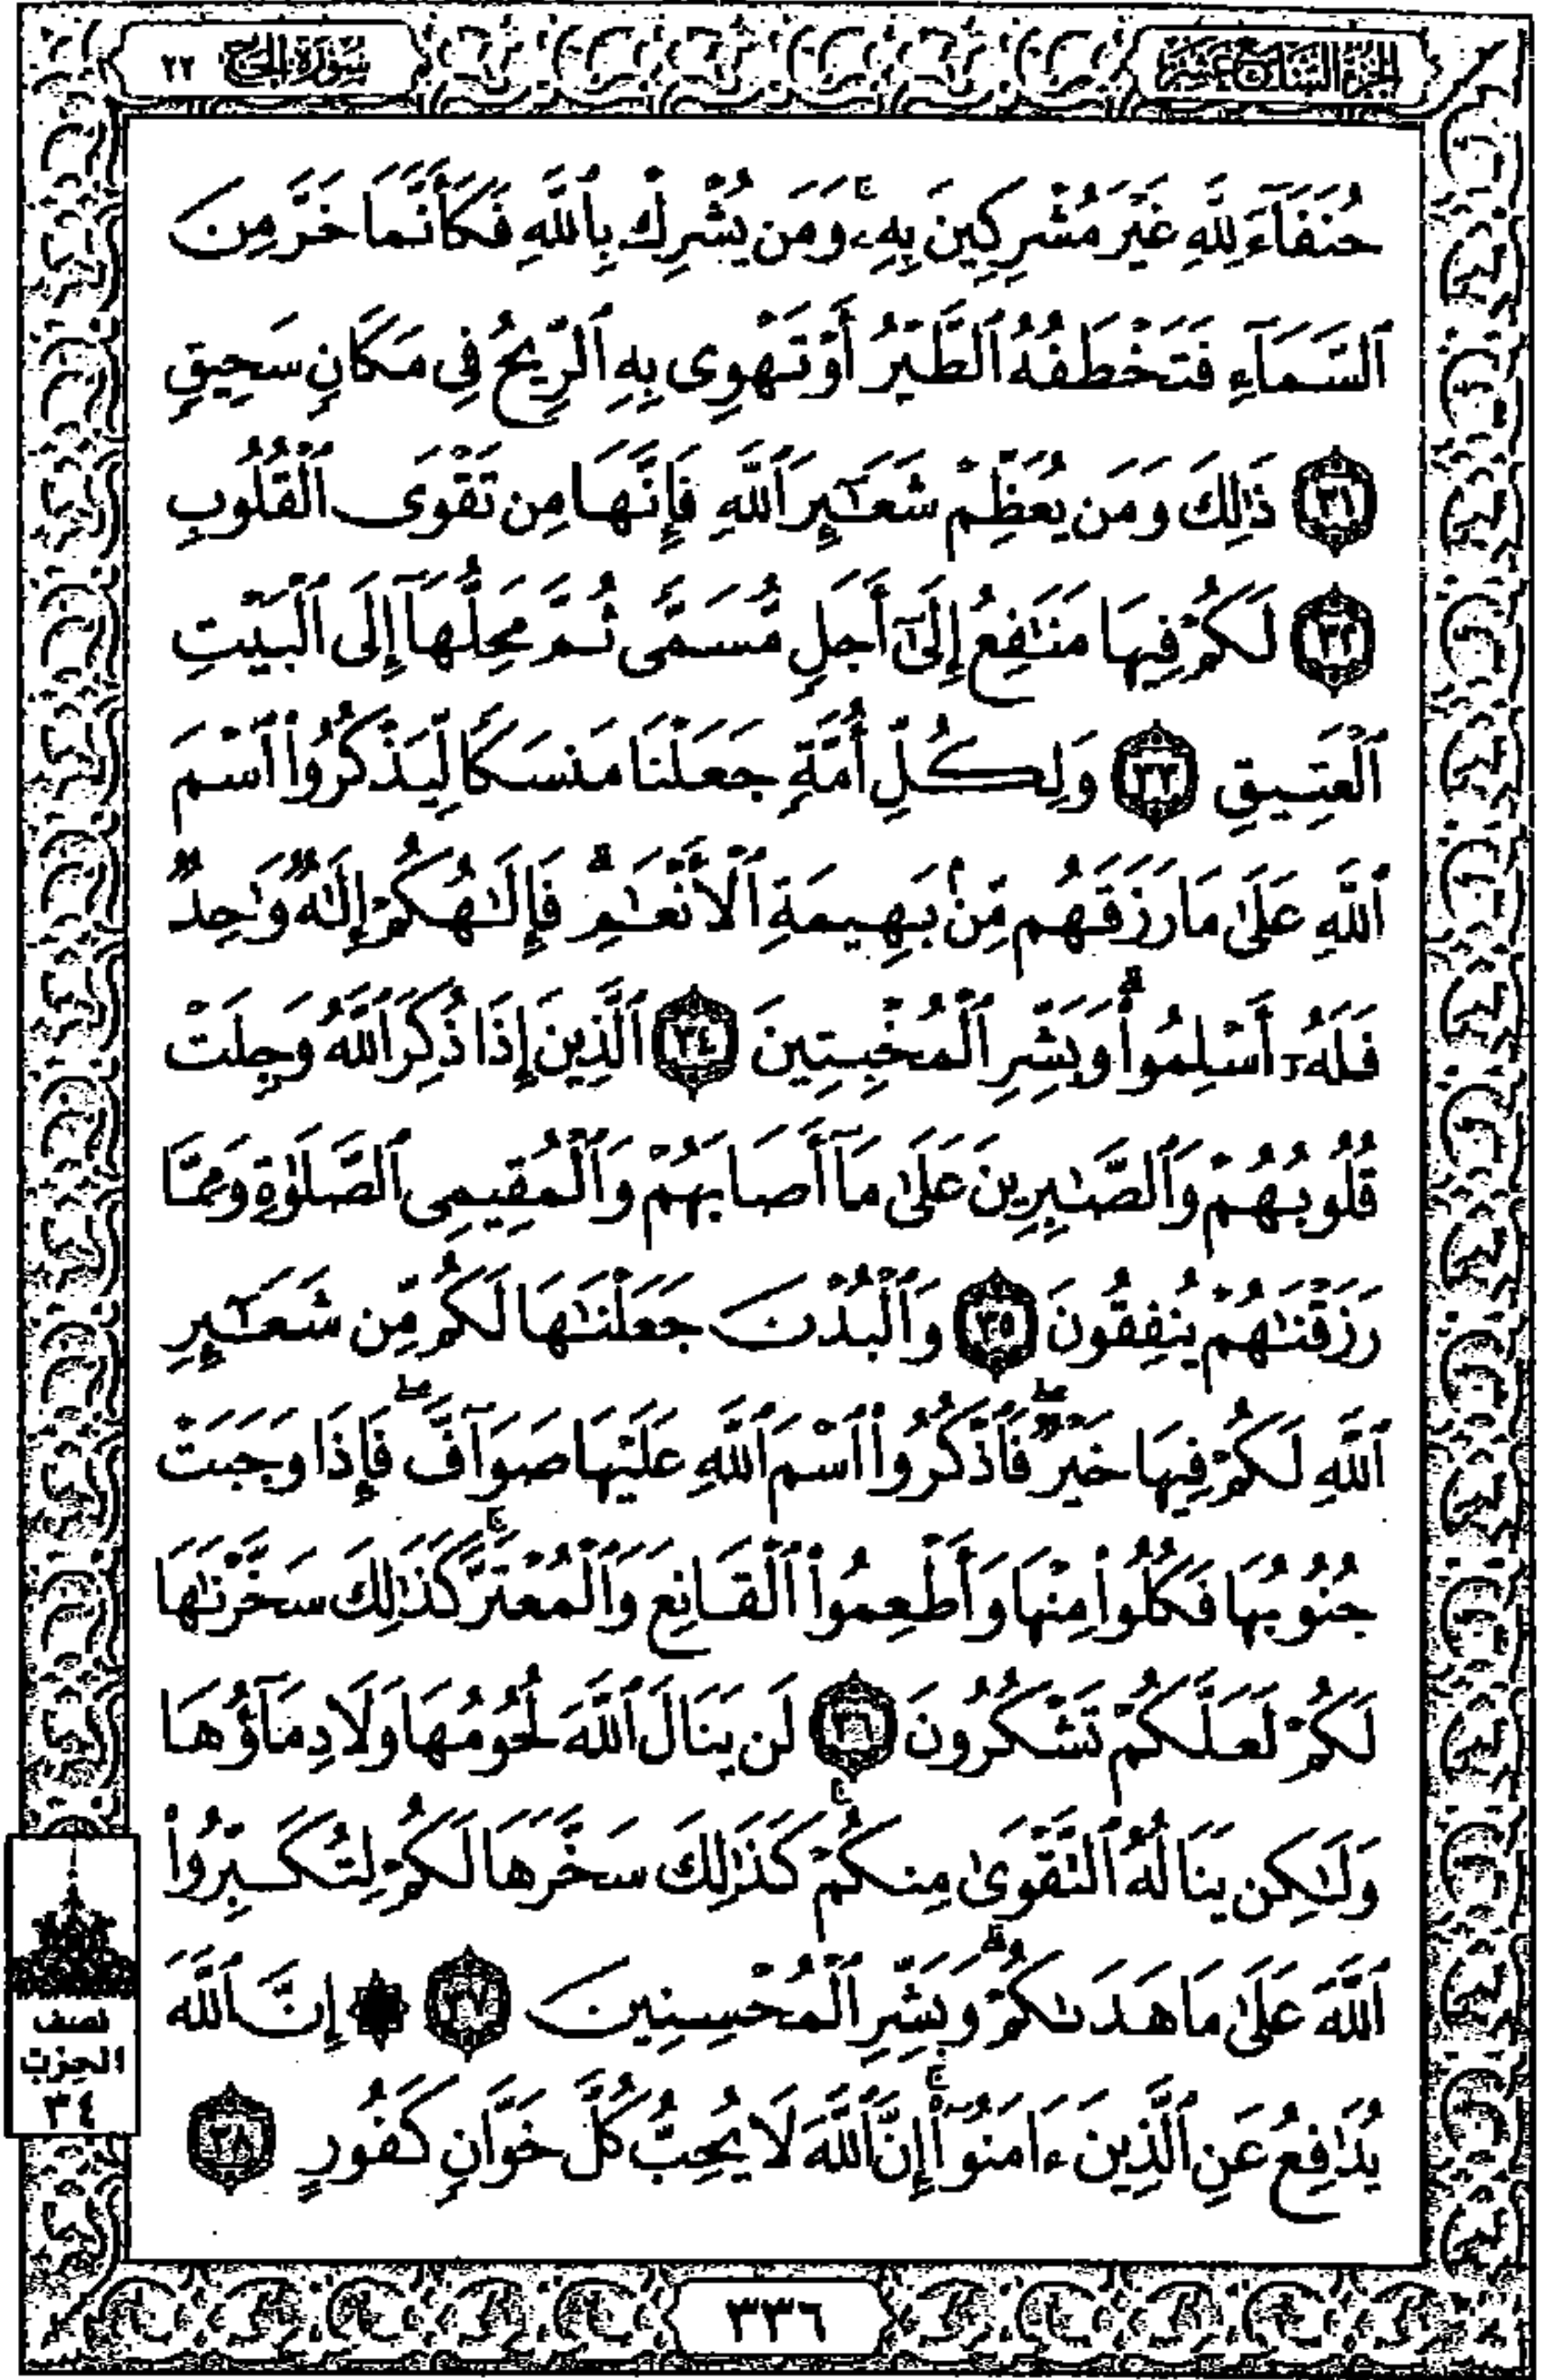 الجزء السابع عشر
سورة الحج ٢٢
حُنَفَآءَ لِلَّهِ غَيْرَ مُشْرِكِينَ بِهِۦ ۚ وَمَن يُشْرِكْ بِٱللَّهِ فَكَأَنَّمَا خَرَّ مِنَ
ٱلسَّمَآءِ فَتَخْطَفُهُ ٱلطَّيْرُ أَوْ تَهْوِى بِهِ ٱلرِّيحُ فِى مَكَانٍ سَحِيقٍ
٣١ ذَٰلِكَ وَمَن يُعَظِّمْ شَعَـٰٓئِرَ ٱللَّهِ فَإِنَّهَا مِن تَقْوَى ٱلْقُلُوبِ
٣٢ لَكُمْ فِيهَا مَنَـٰفِعُ إِلَىٰٓ أَجَلٍ مُّسَمًّى ثُمَّ مَحِلُّهَآ إِلَى ٱلْبَيْتِ
ٱلْعَتِيقِ ٣٣ وَلِكُلِّ أُمَّةٍ جَعَلْنَا مَنسَكًا لِّيَذْكُرُوا۟ ٱسْمَ
ٱللَّهِ عَلَىٰ مَا رَزَقَهُم مِّنۢ بَهِيمَةِ ٱلْأَنْعَـٰمِ ۗ فَإِلَـٰهُكُمْ إِلَـٰهٌ وَٰحِدٌ
فَلَهُۥٓ أَسْلِمُوا۟ ۗ وَبَشِّرِ ٱلْمُخْبِتِينَ ٣٤ ٱلَّذِينَ إِذَا ذُكِرَ ٱللَّهُ وَجِلَتْ
قُلُوبُهُمْ وَٱلصَّـٰبِرِينَ عَلَىٰ مَآ أَصَابَهُمْ وَٱلْمُقِيمِى ٱلصَّلَوٰةِ وَمِمَّا
رَزَقْنَـٰهُمْ يُنفِقُونَ ٣٥ وَٱلْبُدْنَ جَعَلْنَـٰهَا لَكُم مِّن شَعَـٰٓئِرِ
ٱللَّهِ لَكُمْ فِيهَا خَيْرٌ ۖ فَٱذْكُرُوا۟ ٱسْمَ ٱللَّهِ عَلَيْهَا صَوَآفَّ ۖ فَإِذَا وَجَبَتْ
جُنُوبُهَا فَكُلُوا۟ مِنْهَا وَأَطْعِمُوا۟ ٱلْقَانِعَ وَٱلْمُعْتَرَّ ۚ كَذَٰلِكَ سَخَّرْنَـٰهَا
لَكُمْ لَعَلَّكُمْ تَشْكُرُونَ ٣٦ لَن يَنَالَ ٱللَّهَ لُحُومُهَا وَلَا دِمَآؤُهَا
وَلَـٰكِن يَنَالُهُ ٱلتَّقْوَىٰ مِنكُمْ ۚ كَذَٰلِكَ سَخَّرَهَا لَكُمْ لِتُكَبِّرُوا۟
ٱللَّهَ عَلَىٰ مَا هَدَىٰكُمْ ۗ وَبَشِّرِ ٱلْمُحْسِنِينَ ٣٧ ۞ إِنَّ ٱللَّهَ
يُدَٰفِعُ عَنِ ٱلَّذِينَ ءَامَنُوٓا۟ ۗ إِنَّ ٱللَّهَ لَا يُحِبُّ كُلَّ خَوَّانٍ كَفُورٍ ٣٨
نصف
الحزب
٣٤
٣٣٦